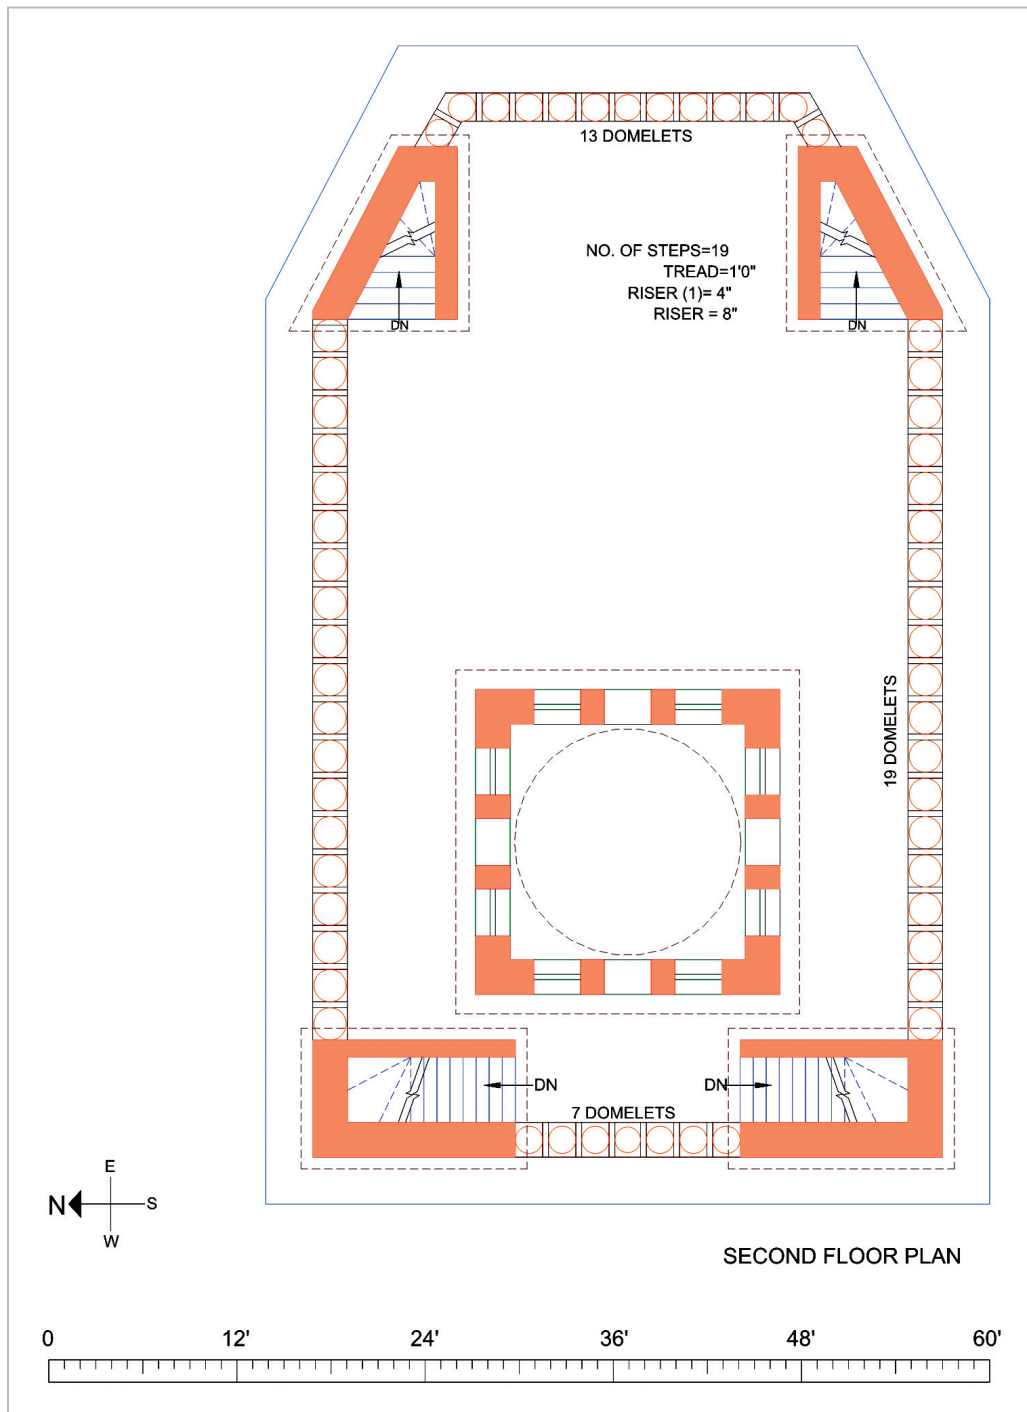 13 DOMELETS
NO. OF STEPS=19
TREAD=1'0"
RISER (1)= 4"
RISER = 8"
DN
DN
19 DOMELETS
DN
DN
7 DOMELETS
E
N
S
W
SECOND FLOOR PLAN
0 12' 24' 36' 48' 60'